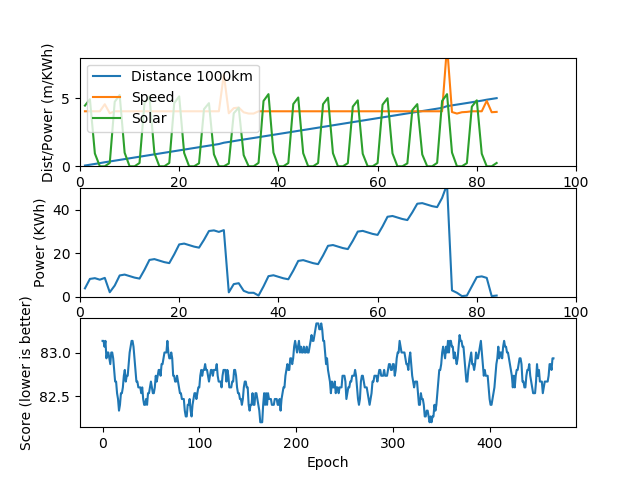 Dist/Power (m/KWh)
5
0
Distance 1000km
Speed
Solar
0 20 40 60 80 100
Power (KWh)
40
20
0
0 20 40 60 80 100
Score (lower is better)
83.0
82.5
0 100 200 300 400
Epoch